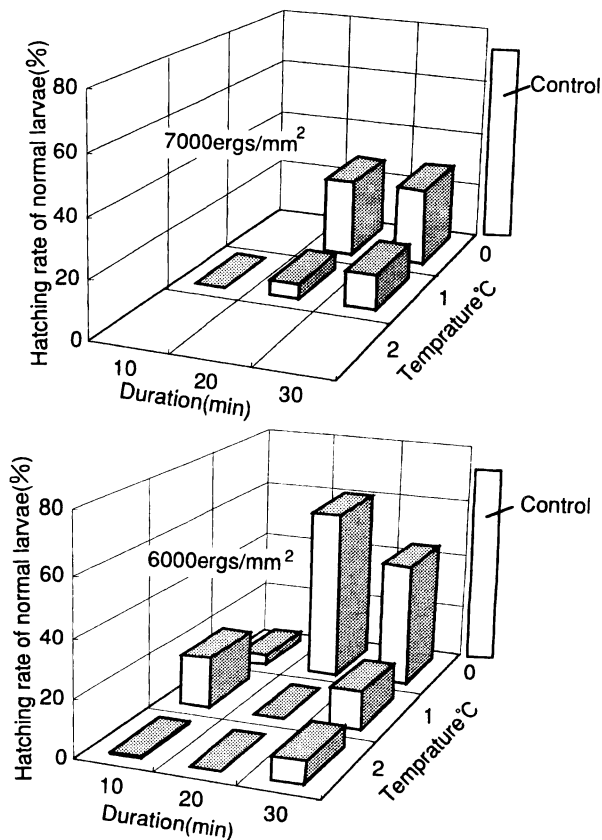 Hatching rate of normal larvae(%)
80
60
40
20
0
7000ergs/mm²
Control
10
20
30
Duration(min)
0
1
2
Temprature℃
Hatching rate of normal larvae(%)
80
60
40
20
0
6000ergs/mm²
Control
10
20
30
Duration(min)
0
1
2
Temprature℃